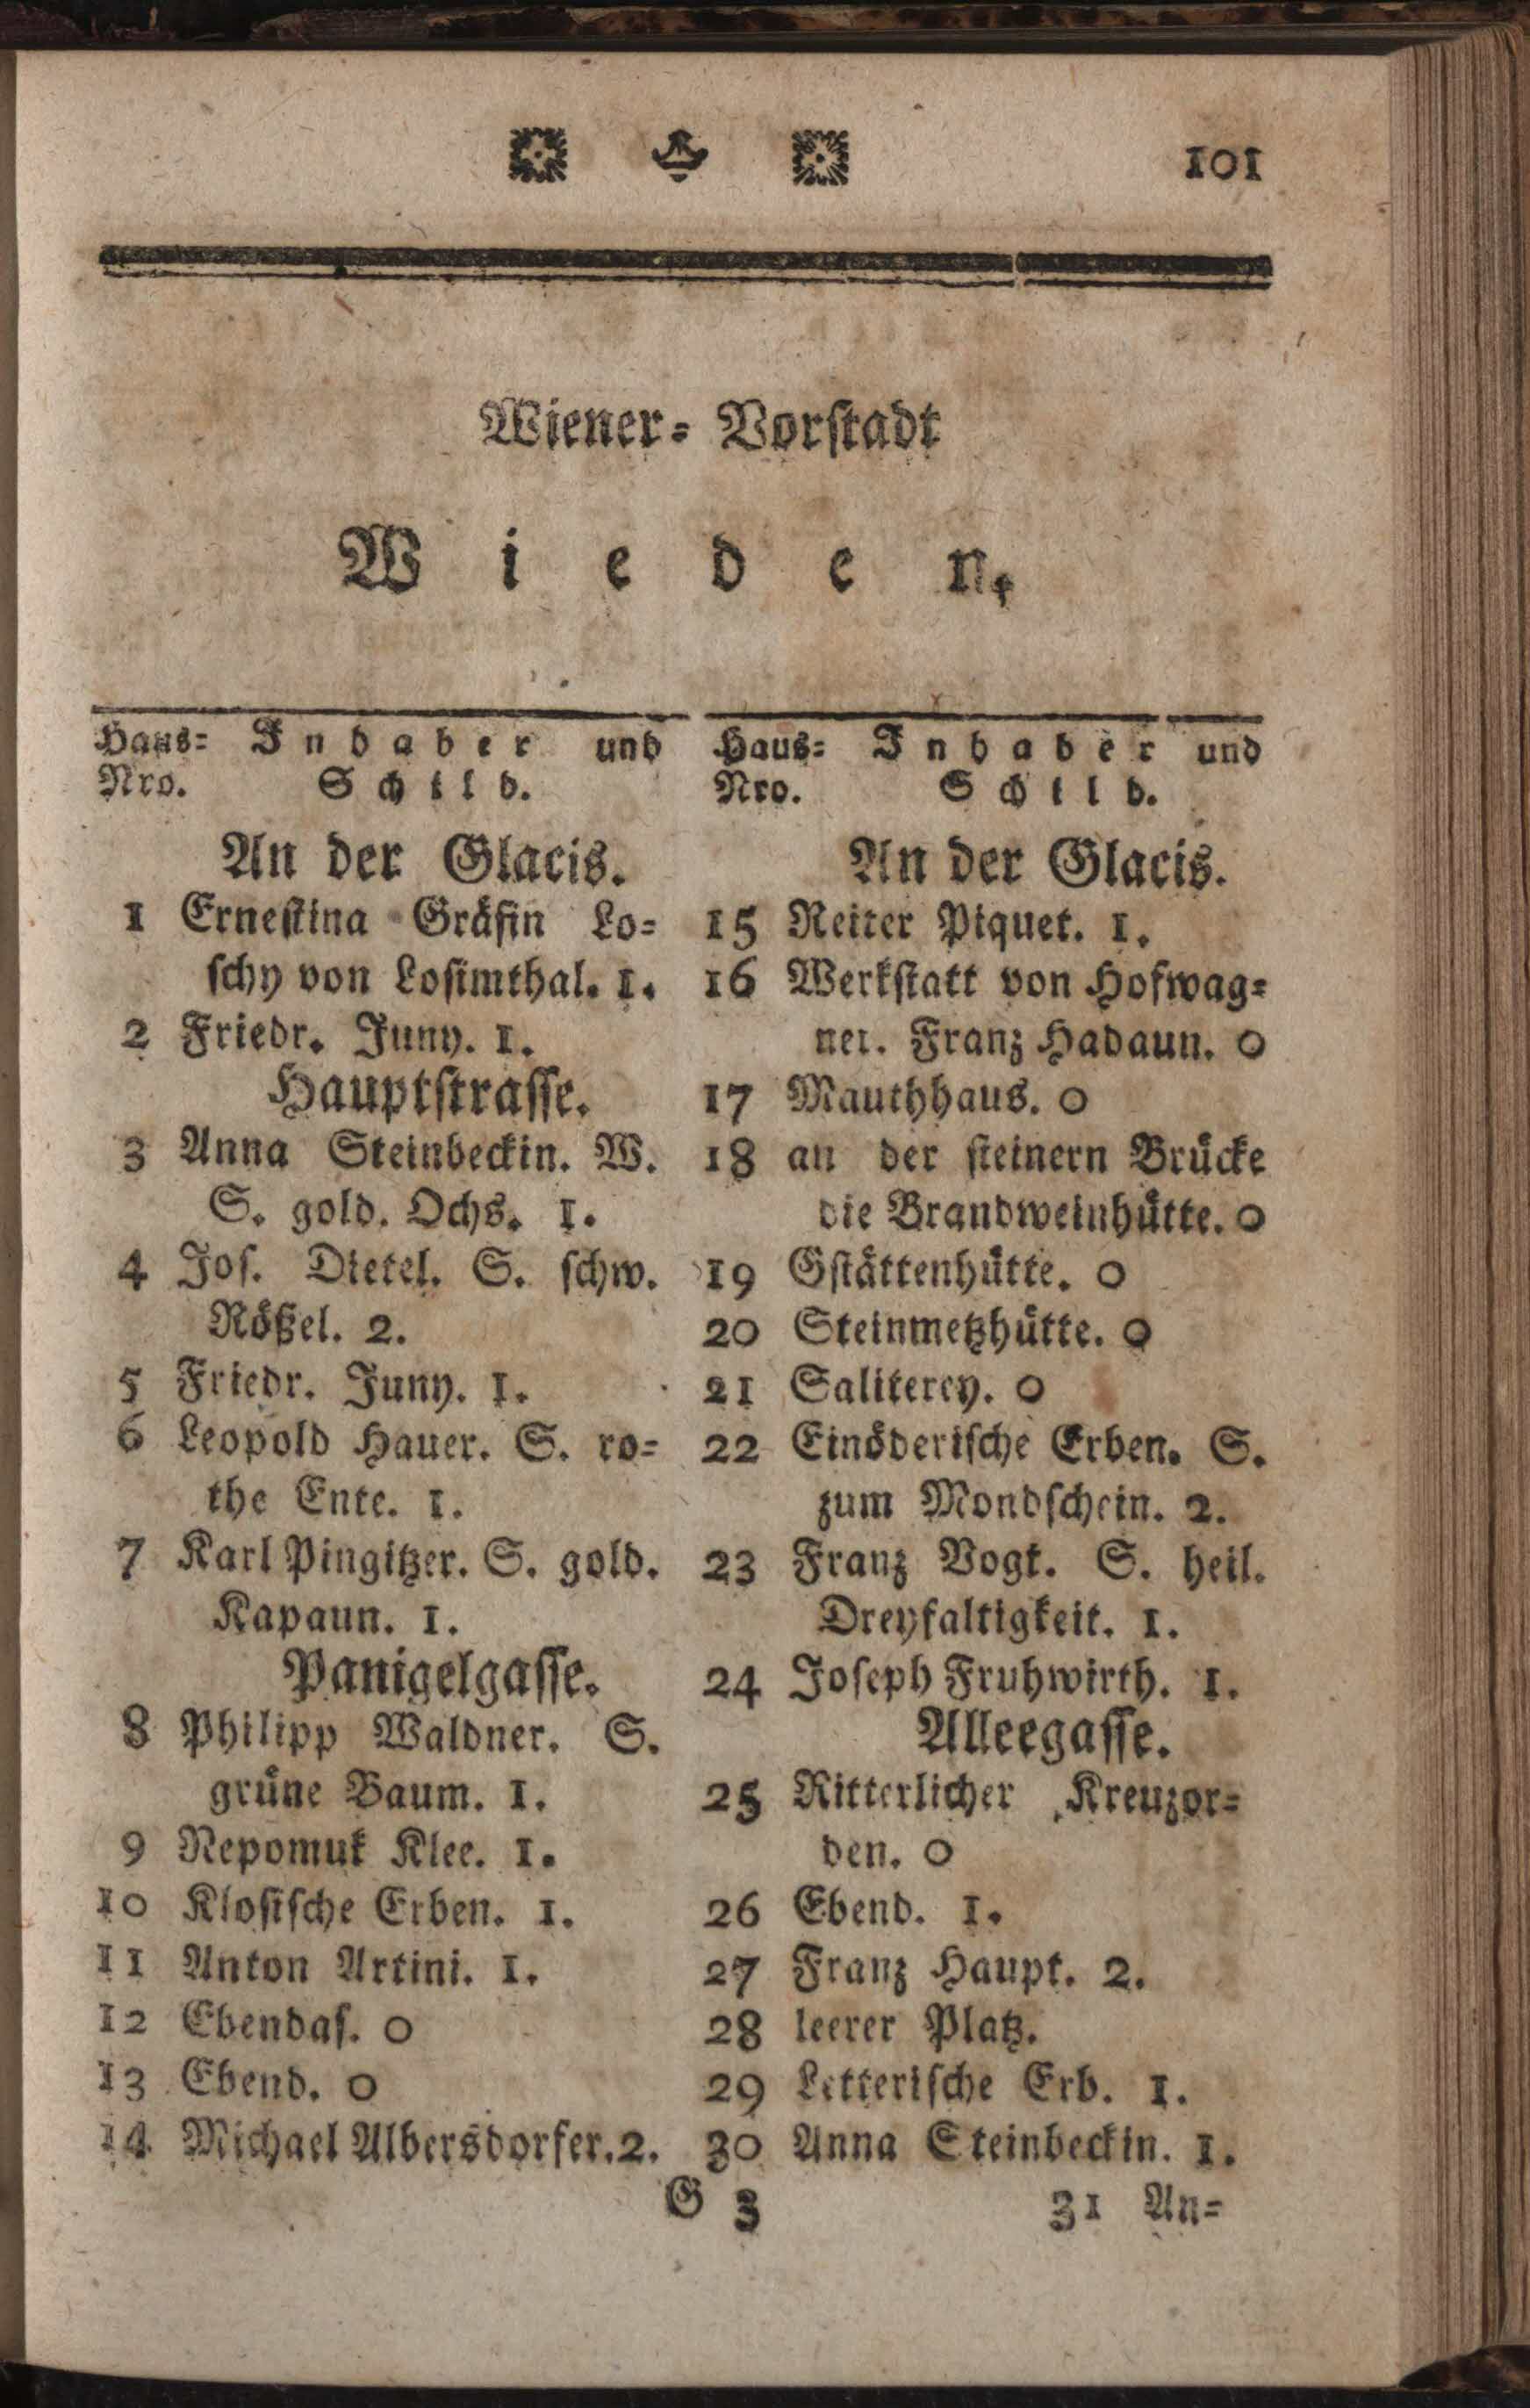 101
Wiener- Vorstadt
Wieden.
Haus- Inhaber und
Nro. Schild.
An der Glacis.
1 Ernestina Gräfin Lo-
schy von Losimthal. 1.
2 Friedr. Juny. 1.
Hauptstrasse.
3 Anna Steinbeckin. W.
S. gold. Ochs. 1.
4 Jos. Dietel. S. schw.
Rößel. 2.
5 Friedr. Juny. 1.
6 Leopold Hauer. S. ro-
the Ente. 1.
7 Karl Pingitzer. S. gold.
Kapaun. 1.
Panigelgasse.
8 Philipp Waldner. S.
grüne Baum. 1.
9 Nepomuk Klee. 1.
10 Klosische Erben. 1.
11 Anton Artini. 1.
12 Ebendas. 0
13 Ebend. 0
14 Michael Albersdorfer. 2.
Haus- Inhaber und
Nro. Schild.
An der Glacis.
15 Reiter Piquet. 1.
16 Werkstatt von Hofwag-
ner. Franz Hadaun. 0
17 Mauthhaus. 0
18 an der steinern Brücke
die Brandweinhütte. 0
19 Gstättenhütte. 0
20 Steinmetzhütte. 0
21 Saliterey. 0
22 Einöderische Erben. S.
zum Mondschein. 2.
23 Franz Vogt. S. heil.
Dreyfaltigkeit. 1.
24 Joseph Fruhwirth. 1.
Alleegasse.
25 Ritterlicher Kreuzor-
den. 0
26 Ebend. 1.
27 Franz Haupt. 2.
28 leerer Platz.
29 Letterische Erb. 1.
30 Anna Steinbeckin. 1.
G 3 31 An-